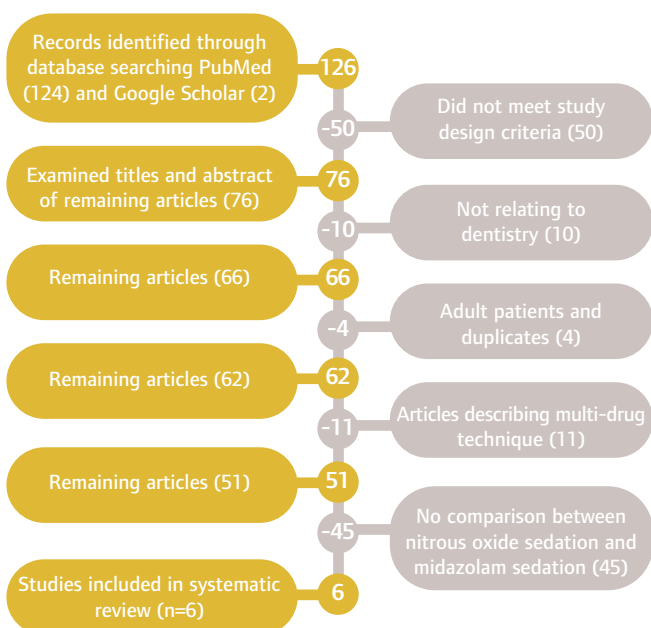 Records identified through
database searching PubMed
(124) and Google Scholar (2)
126
-50
Did not meet study
design criteria (50)
Examined titles and abstract
of remaining articles (76)
76
-10
Not relating to
dentistry (10)
Remaining articles (66)
66
-4
Adult patients and
duplicates (4)
Remaining articles (62)
62
-11
Articles describing multi-drug
technique (11)
Remaining articles (51)
51
-45
No comparison between
nitrous oxide sedation and
midazolam sedation (45)
Studies included in systematic
review (n=6)
6